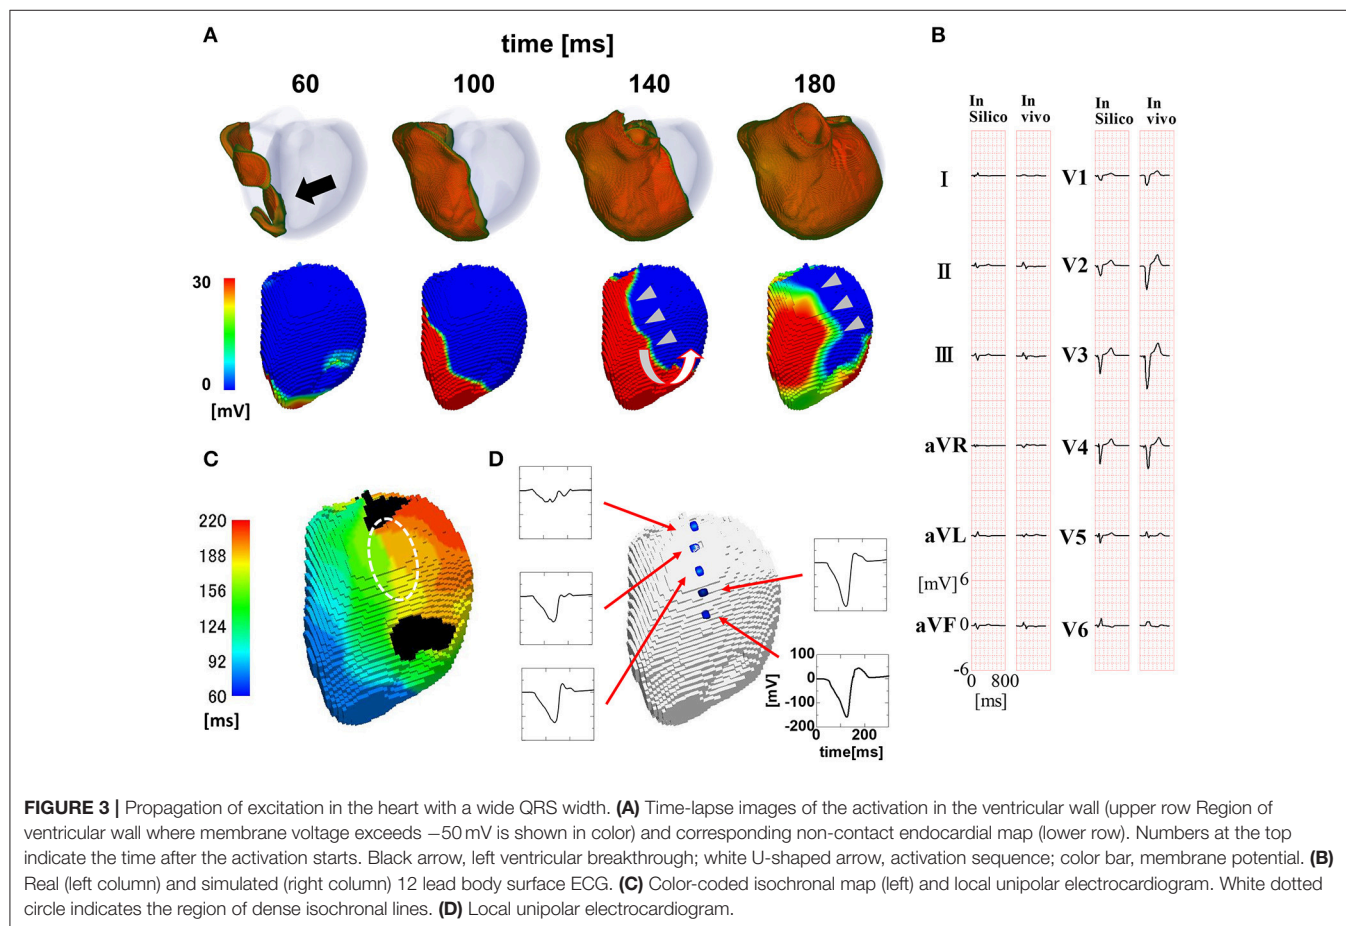 A
time [ms]
60
100
140
180
30
0
[mV]
B
In
Silico
In
vivo
In
Silico
In
vivo
I
V1
II
V2
III
V3
aVR
V4
aVL
V5
[mV]
6
aVF
0
V6
-6
0
800
[ms]
C
220
188
156
124
92
60
[ms]
D
100
0
-100
-200
[mV]
0
200
time[ms]
FIGURE 3 | Propagation of excitation in the heart with a wide QRS width. (A) Time-lapse images of the activation in the ventricular wall (upper row Region of
ventricular wall where membrane voltage exceeds −50 mV is shown in color) and corresponding non-contact endocardial map (lower row). Numbers at the top
indicate the time after the activation starts. Black arrow, left ventricular breakthrough; white U-shaped arrow, activation sequence; color bar, membrane potential. (B)
Real (left column) and simulated (right column) 12 lead body surface ECG. (C) Color-coded isochronal map (left) and local unipolar electrocardiogram. White dotted
circle indicates the region of dense isochronal lines. (D) Local unipolar electrocardiogram.